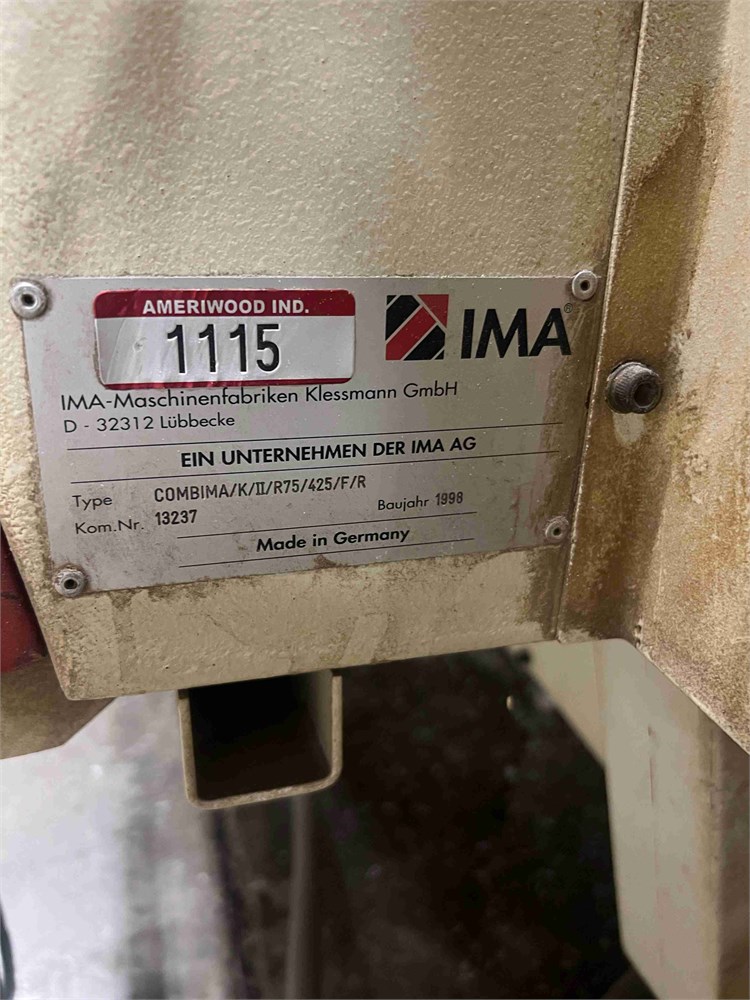 AMERIWOOD IND.
1115
IMA®
IMA-Maschinenfabriken Klessmann GmbH
D - 32312 Lübbecke
EIN UNTERNEHMEN DER IMA AG
Type COMBIMA/K/II/R75/425/F/R
Kom.Nr. 13237 Baujahr 1998
Made in Germany